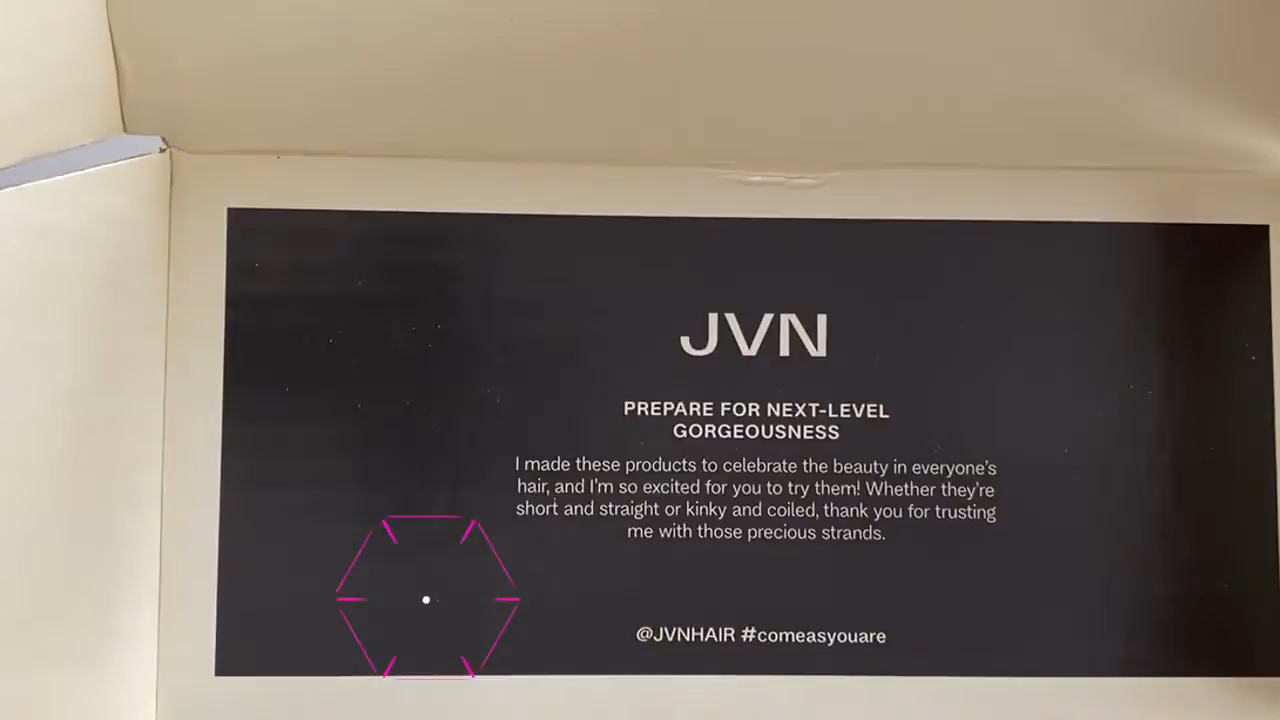 JVN
PREPARE FOR NEXT-LEVEL
GORGEOUSNESS
I made these products to celebrate the beauty in everyone's
hair, and I'm so excited for you to try them! Whether they're
short and straight or kinky and coiled, thank you for trusting
me with those precious strands.
@JVNHAIR #comeasyouare